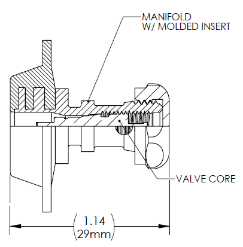 MANIFOLD
W/ MOLDED INSERT
VALVE CORE
(1.14
29mm)